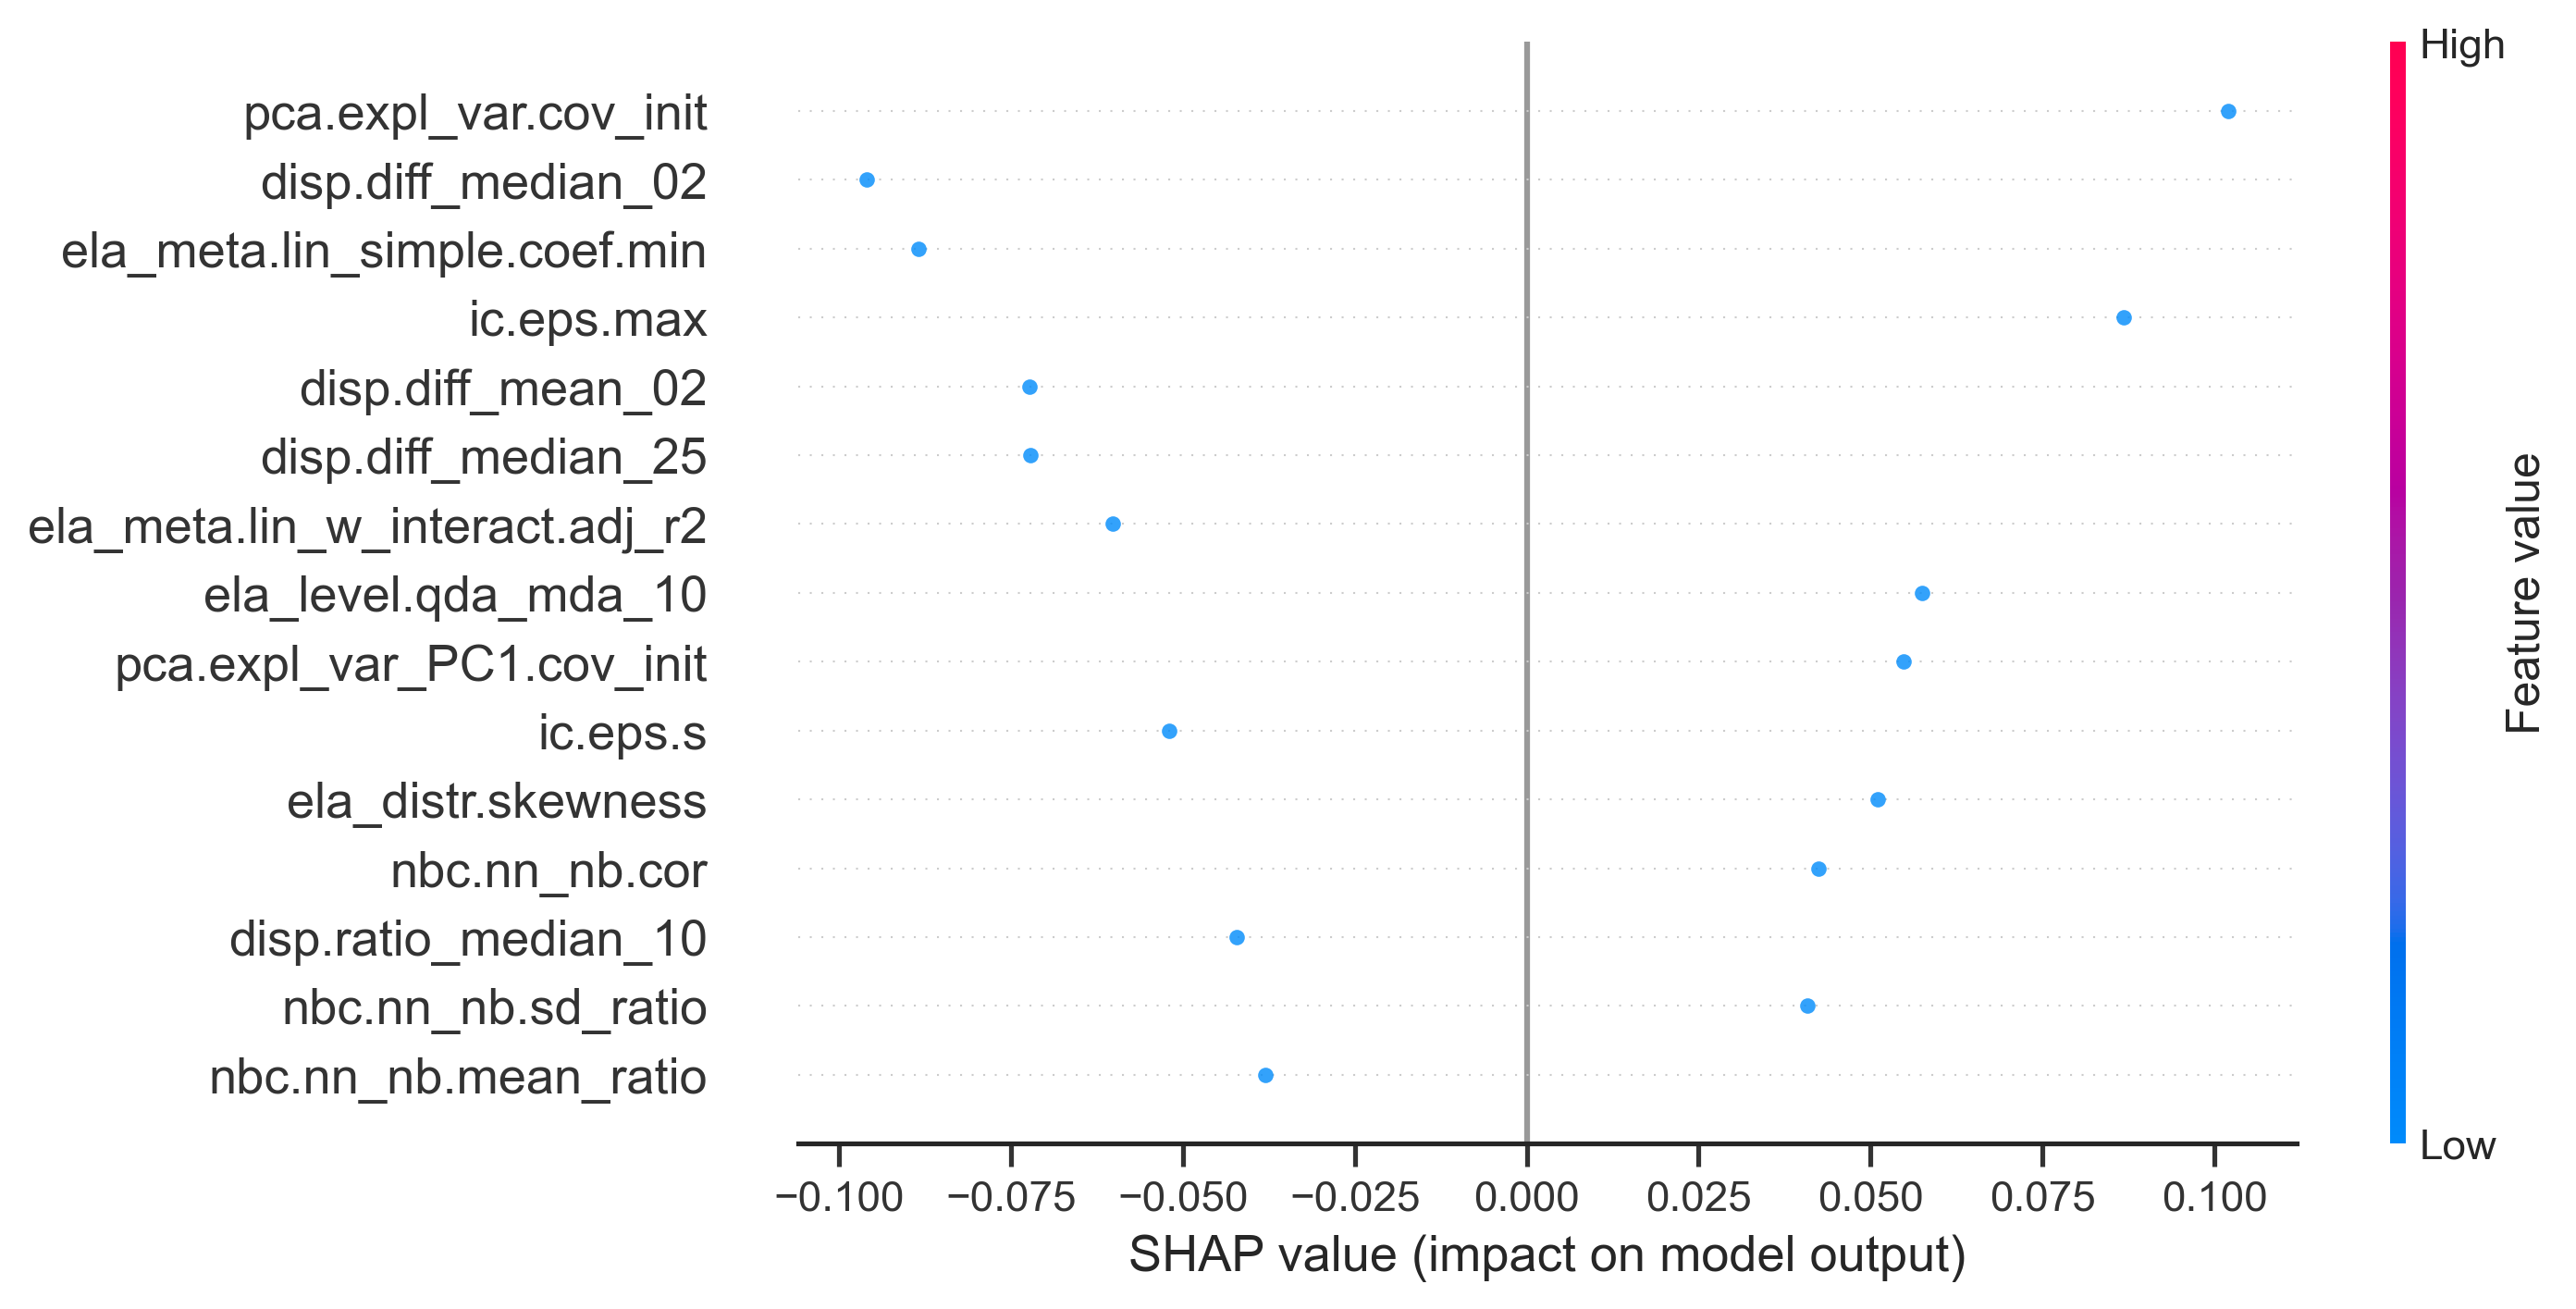 High
pca.expl_var.cov_init
disp.diff_median_02
ela_meta.lin_simple.coef.min
ic.eps.max
disp.diff_mean_02
disp.diff_median_25
ela_meta.lin_w_interact.adj_r2
ela_level.qda_mda_10
pca.expl_var_PC1.cov_init
ic.eps.s
ela_distr.skewness
nbc.nn_nb.cor
disp.ratio_median_10
nbc.nn_nb.sd_ratio
nbc.nn_nb.mean_ratio
Feature value
Low
−0.100 −0.075 −0.050 −0.025 0.000 0.025 0.050 0.075 0.100
SHAP value (impact on model output)